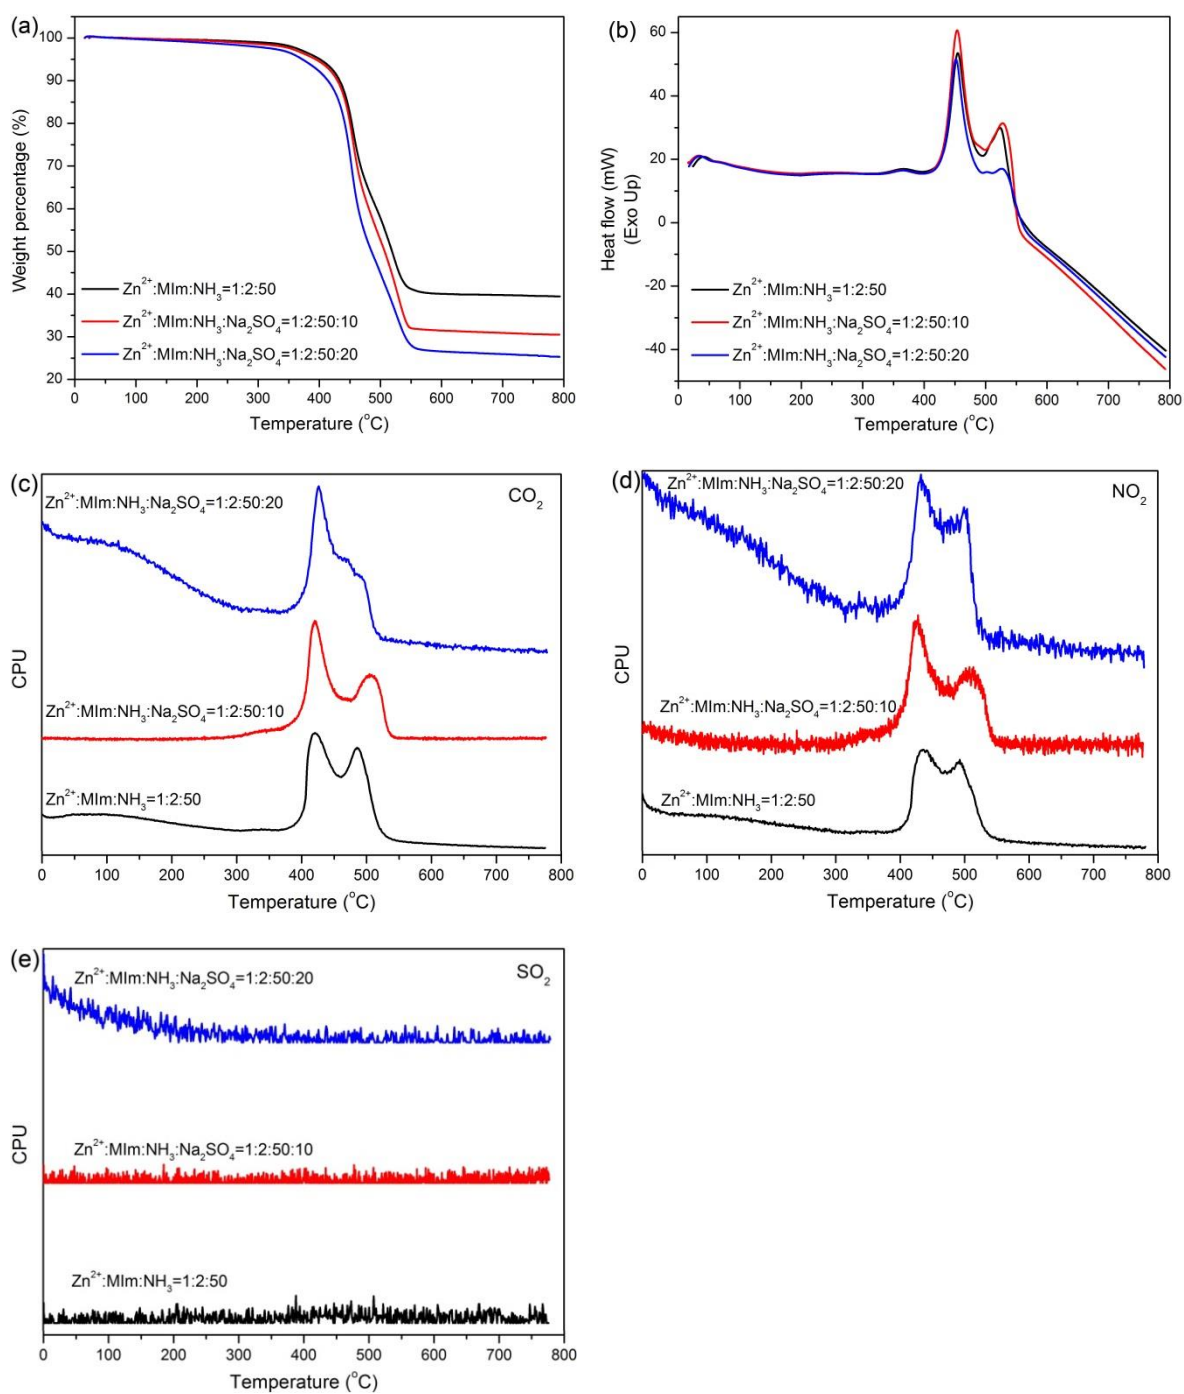 (a)
100
90
80
70
60
50
40
30
20
Weight percentage (%)
Zn²⁺:MIm:NH₃=1:2:50
Zn²⁺:MIm:NH₃:Na₂SO₄=1:2:50:10
Zn²⁺:MIm:NH₃:Na₂SO₄=1:2:50:20
0 100 200 300 400 500 600 700 800
Temperature (°C)
(b)
60
40
20
0
-20
-40
Heat flow (mW)
(Exo Up)
Zn²⁺:MIm:NH₃=1:2:50
Zn²⁺:MIm:NH₃:Na₂SO₄=1:2:50:10
Zn²⁺:MIm:NH₃:Na₂SO₄=1:2:50:20
0 100 200 300 400 500 600 700 800
Temperature (°C)
(c)
CO₂
Zn²⁺:MIm:NH₃:Na₂SO₄=1:2:50:20
CPU
Zn²⁺:MIm:NH₃:Na₂SO₄=1:2:50:10
Zn²⁺:MIm:NH₃=1:2:50
0 100 200 300 400 500 600 700 800
Temperature (°C)
(d)
NO₂
Zn²⁺:MIm:NH₃:Na₂SO₄=1:2:50:20
CPU
Zn²⁺:MIm:NH₃:Na₂SO₄=1:2:50:10
Zn²⁺:MIm:NH₃=1:2:50
0 100 200 300 400 500 600 700 800
Temperature (°C)
(e)
SO₂
Zn²⁺:MIm:NH₃:Na₂SO₄=1:2:50:20
CPU
Zn²⁺:MIm:NH₃:Na₂SO₄=1:2:50:10
Zn²⁺:MIm:NH₃=1:2:50
0 100 200 300 400 500 600 700 800
Temperature (°C)